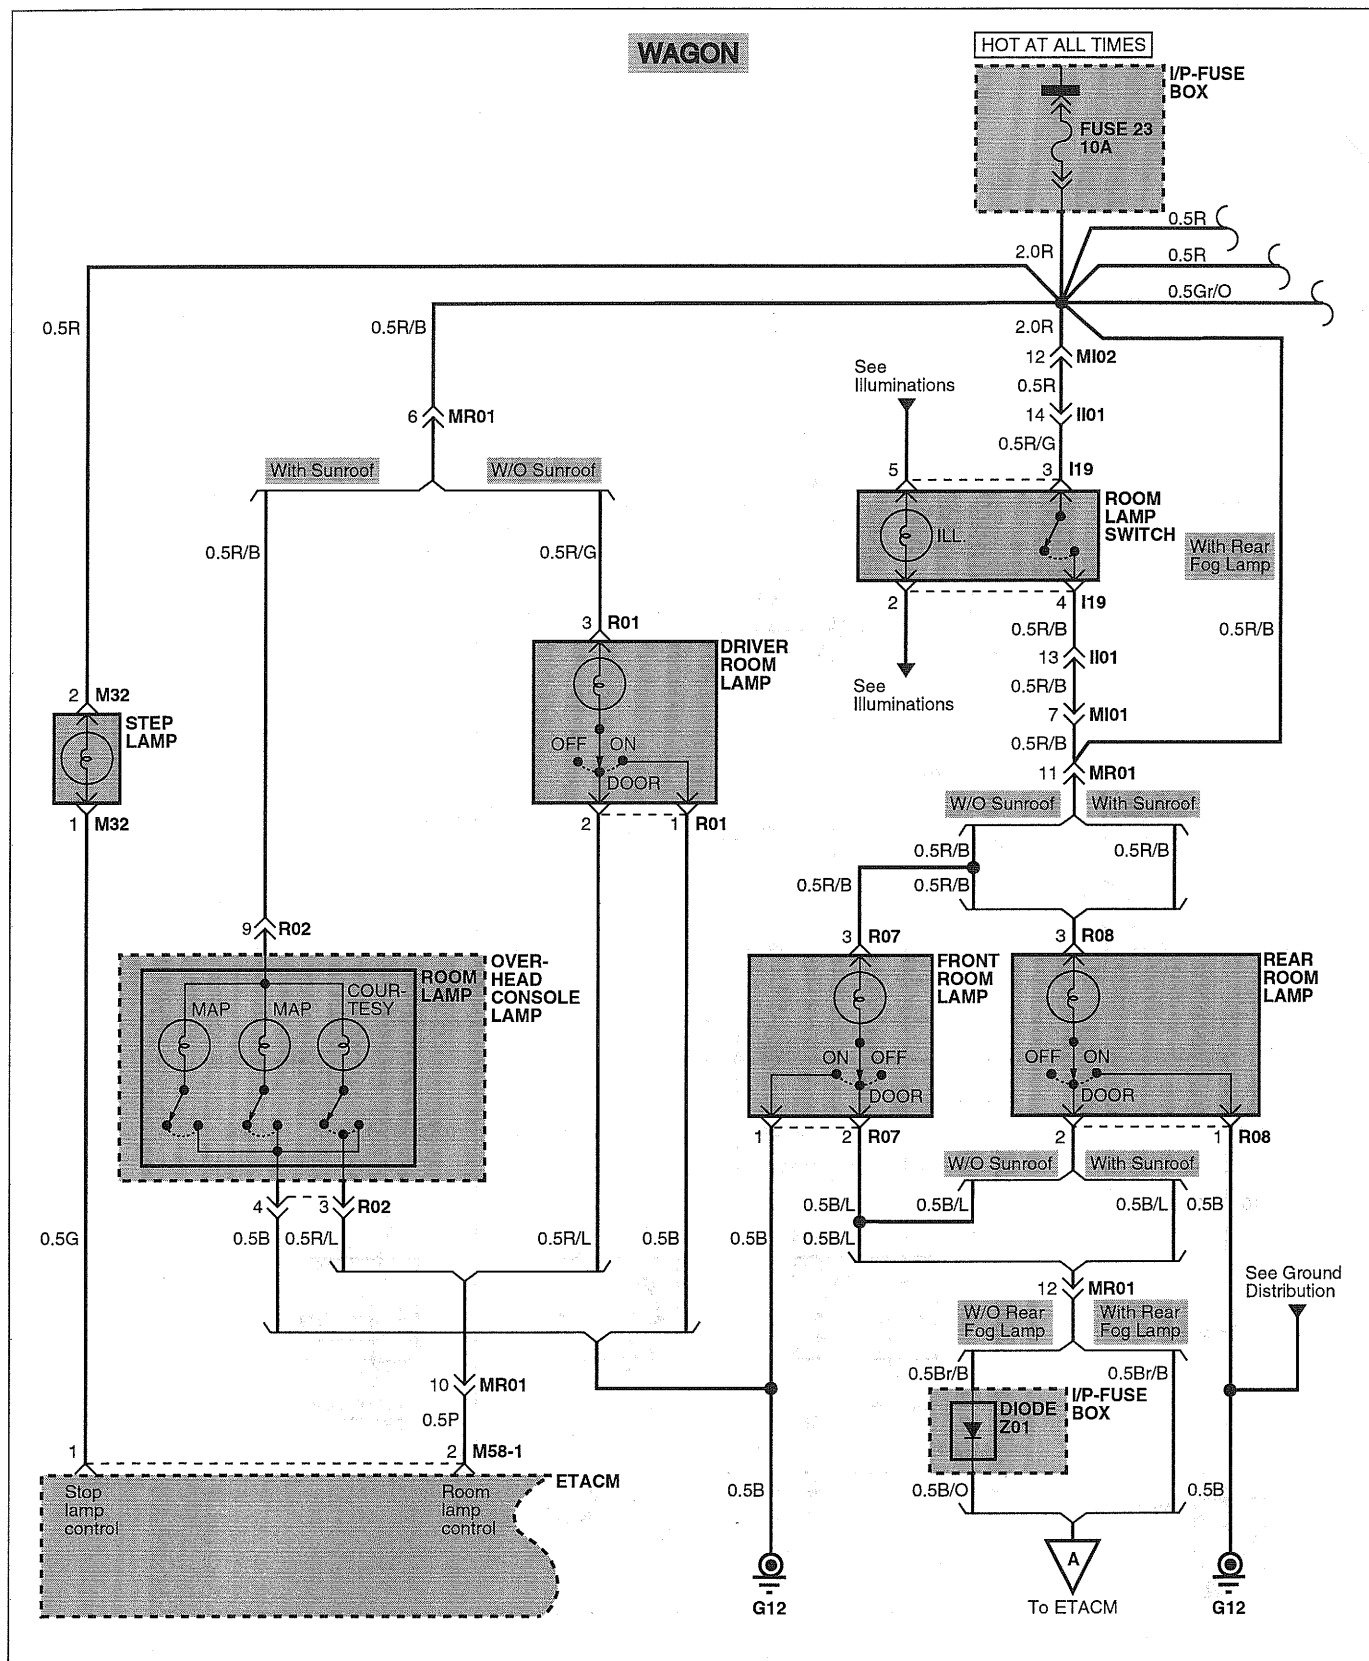 WAGON
HOT AT ALL TIMES
I/P-FUSE
BOX
FUSE 23
10A
0.5R
2.0R
0.5R
0.5Gr/O
0.5R
0.5R/B
2.0R
12 MI02
See
Illuminations
0.5R
6 MR01
14 II01
0.5R/G
With Sunroof
W/O Sunroof
5
3 I19
ROOM
LAMP
SWITCH
ILL.
0.5R/B
0.5R/G
With Rear
Fog Lamp
2
4 I19
3 R01
0.5R/B
0.5R/B
DRIVER
ROOM
LAMP
13 II01
See
Illuminations
0.5R/B
2 M32
7 MI01
STEP
LAMP
OFF
ON
DOOR
0.5R/B
11 MR01
1 M32
2
1 R01
W/O Sunroof
With Sunroof
0.5R/B
0.5R/B
0.5R/B
0.5R/B
9 R02
3 R07
3 R08
OVER-
HEAD
CONSOLE
LAMP
ROOM
LAMP
MAP
MAP
COUR-
TESY
FRONT
ROOM
LAMP
REAR
ROOM
LAMP
ON
OFF
DOOR
OFF
ON
DOOR
1
2 R07
2
1 R08
W/O Sunroof
With Sunroof
4
3 R02
0.5B/L
0.5B/L
0.5B/L
0.5B
0.5G
0.5B
0.5R/L
0.5R/L
0.5B
0.5B
0.5B/L
12 MR01
See Ground
Distribution
W/O Rear
Fog Lamp
With Rear
Fog Lamp
0.5Br/B
0.5Br/B
10 MR01
DIODE
Z01
I/P-FUSE
BOX
0.5P
1
2 M58-1
ETACM
Stop
lamp
control
Room
lamp
control
0.5B
0.5B/O
0.5B
A
G12
To ETACM
G12